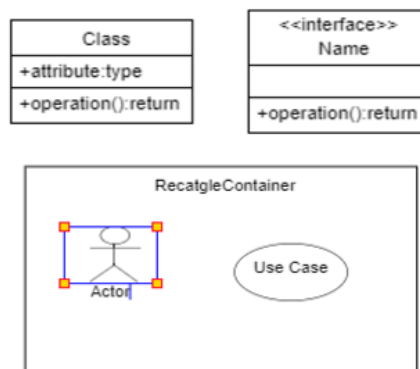 Class
+attribute:type
+operation():return
<<interface>>
Name
+operation():return
RecatgleContainer
Actor
Use Case